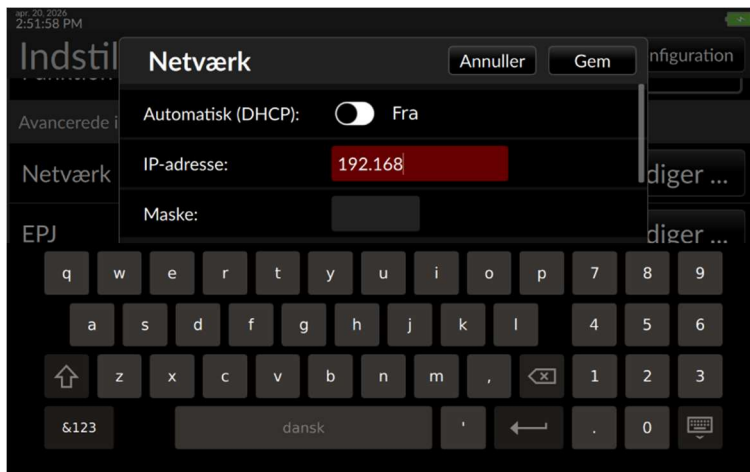 apr. 20, 2026
2:51:58 PM
Indstil
Netværk
Annuller
Gem
nfiguration
Automatisk (DHCP):
Fra
Avancerede i
IP-adresse:
192.168
Netværk
diger ...
Maske:
EPJ
diger ...
q w e r t y u i o p 7 8 9
a s d f g h j k l 4 5 6
z x c v b n m , 1 2 3
&123 dansk ' . 0